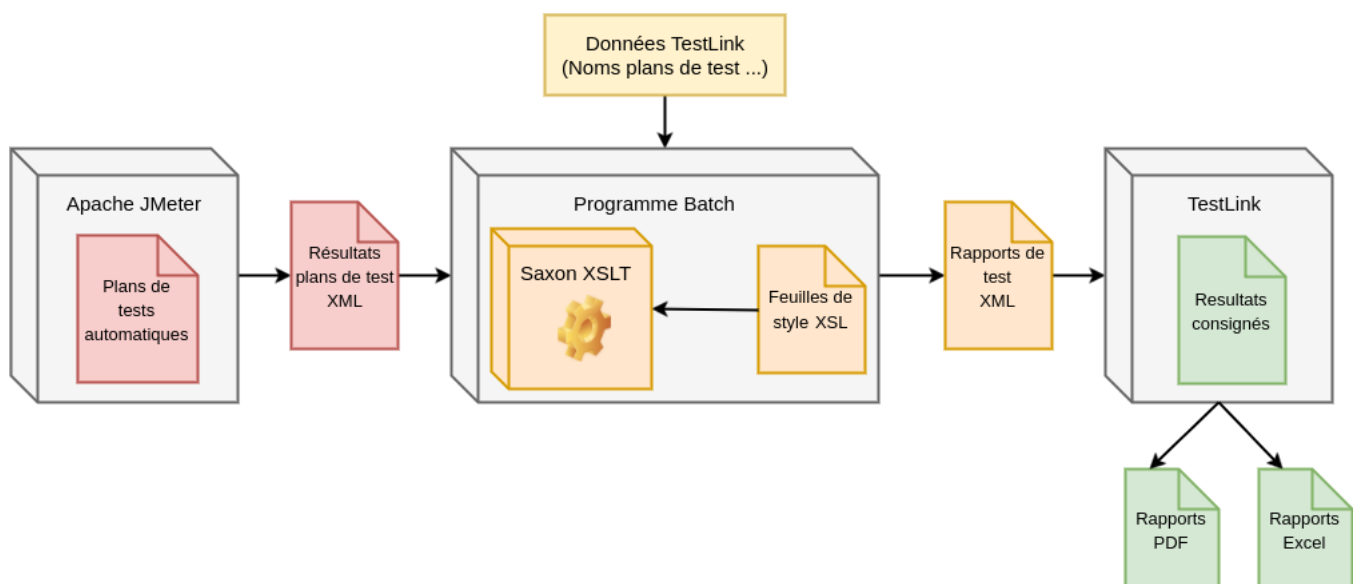 Données TestLink
(Noms plans de test ...)
Apache JMeter
Plans de
tests
automatiques
Résultats
plans de test
XML
Programme Batch
Saxon XSLT
Feuilles de
style XSL
Rapports de
test
XML
TestLink
Resultats
consignés
Rapports
PDF
Rapports
Excel